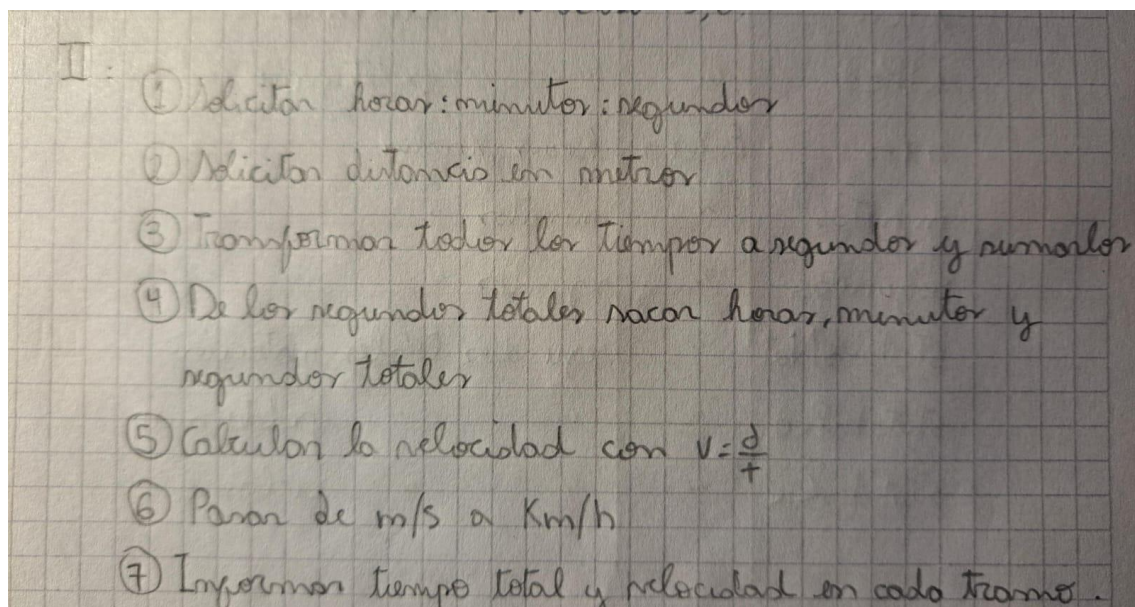 II:
① Solicitar horas:minutos:segundos
② Solicitar distancia en metros
③ Transformar todos los tiempos a segundos y sumarlos
④ De los segundos totales sacar horas, minutos y
segundos totales
⑤ Calcular la velocidad con v=d/t
⑥ Pasar de m/s a Km/h
⑦ Informar tiempo total y velocidad en cada tramo.